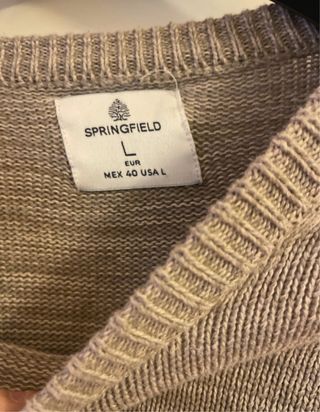 SPRINGFIELD
L
EUR
MEX 40 USA L